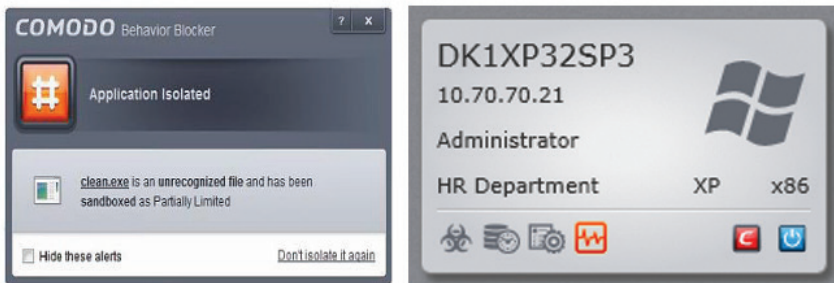 COMODO Behavior Blocker
? X
Application Isolated
clean.exe is an unrecognized file and has been
sandboxed as Partially Limited
Hide these alerts
Don't isolate it again
DK1XP32SP3
10.70.70.21
Administrator
HR Department XP x86
C